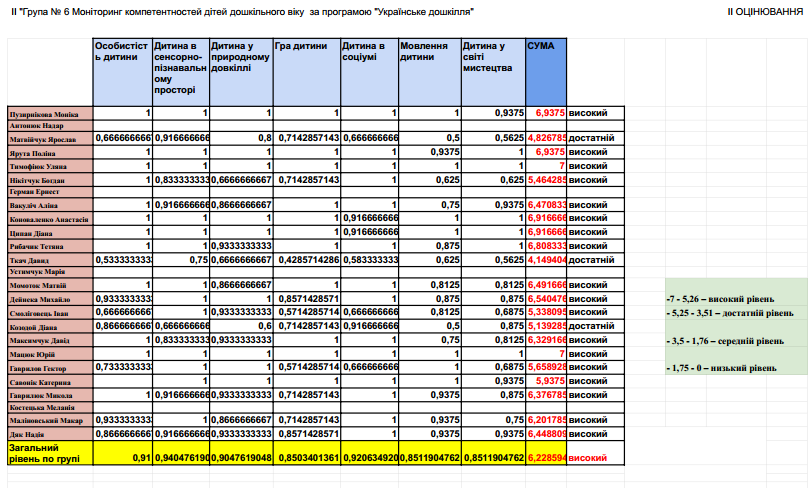 ІІ "Група № 6 Моніторинг компетентностей дітей дошкільного віку за програмою "Українське дошкілля" ІІ ОЦІНЮВАННЯ
Особистість дитини Дитина в сенсорно-пізнавальному просторі Дитина у природному довкіллі Гра дитини Дитина в соціумі Мовлення дитини Дитина у світі мистецтва СУМА
Пузирнікова Моніка 1 1 1 1 1 1 0,9375 6,9375 високий
Антонюк Надар
Матвійчук Ярослав 0,6666666667 0,916666666 0,8 0,7142857143 0,666666666 0,5 0,5625 4,826785 достатній
Ярута Поліна 1 1 1 1 1 0,9375 1 6,9375 високий
Тимофіюк Уляна 1 1 1 1 1 1 1 7 високий
Нікітчук Богдан 1 0,833333333 0,6666666667 0,7142857143 1 0,625 0,625 5,464285 високий
Герман Ернест
Вакуліч Аліна 1 0,916666666 0,8666666667 1 1 0,75 0,9375 6,470833 високий
Коноваленко Анастасія 1 1 1 1 0,916666666 1 1 6,916666 високий
Ципан Діана 1 1 1 1 0,916666666 1 1 6,916666 високий
Рибачик Тетяна 1 1 0,9333333333 1 1 0,875 1 6,808333 високий
Ткач Давид 0,533333333 0,75 0,6666666667 0,4285714286 0,583333333 0,625 0,5625 4,149404 достатній
Устимчук Марія
Момоток Матвій 1 1 0,8666666667 1 1 0,8125 0,8125 6,491666 високий
Дейнека Михайло 0,933333333 1 1 0,8571428571 1 0,875 0,875 6,540476 високий
-7 - 5,26 – високий рівень
Смоліговець Іван 0,666666667 1 0,9333333333 0,5714285714 0,666666666 0,8125 0,6875 5,338095 високий
- 5,25 - 3,51 – достатній рівень
Козодой Діана 0,866666667 0,666666666 0,6 0,7142857143 0,916666666 0,5 0,875 5,139285 достатній
Максимчук Давід 1 0,833333333 0,9333333333 1 1 0,75 0,8125 6,329166 високий
- 3,5 - 1,76 – середній рівень
Мацюк Юрій 1 1 1 1 1 1 1 7 високий
Гаврилов Гектор 0,733333333 1 1 0,5714285714 0,666666666 1 0,6875 5,658928 високий
- 1,75 - 0 – низький рівень
Савонік Катерина 1 1 1 1 1 0,9375 5,9375 високий
Гаврилюк Микола 1 0,916666666 0,9333333333 0,7142857143 1 0,9375 0,875 6,376785 високий
Костецька Меланія
Маліновський Макар 0,933333333 1 0,8666666667 0,7142857143 1 0,9375 0,75 6,201785 високий
Дяк Надія 0,8666666667 0,916666666 0,9333333333 0,8571428571 1 0,9375 0,9375 6,448809 високий
Загальний рівень по групі 0,91 0,940476190 0,9047619048 0,8503401361 0,920634920 0,8511904762 0,8511904762 6,228594 високий